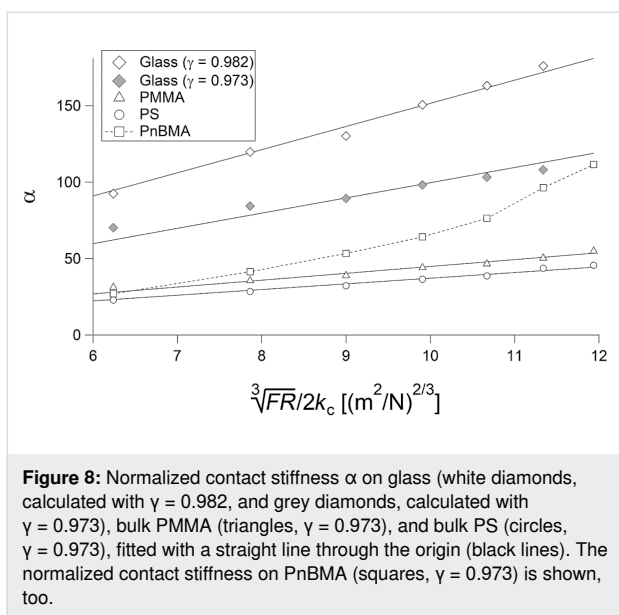 Glass (γ = 0.982)
Glass (γ = 0.973)
PMMA
PS
PnBMA
150
100
50
0
α
6 7 8 9 10 11 12
∛FR/2k_c [(m²/N)^2/3]
Figure 8: Normalized contact stiffness α on glass (white diamonds,
calculated with γ = 0.982, and grey diamonds, calculated with
γ = 0.973), bulk PMMA (triangles, γ = 0.973), and bulk PS (circles,
γ = 0.973), fitted with a straight line through the origin (black lines). The
normalized contact stiffness on PnBMA (squares, γ = 0.973) is shown,
too.